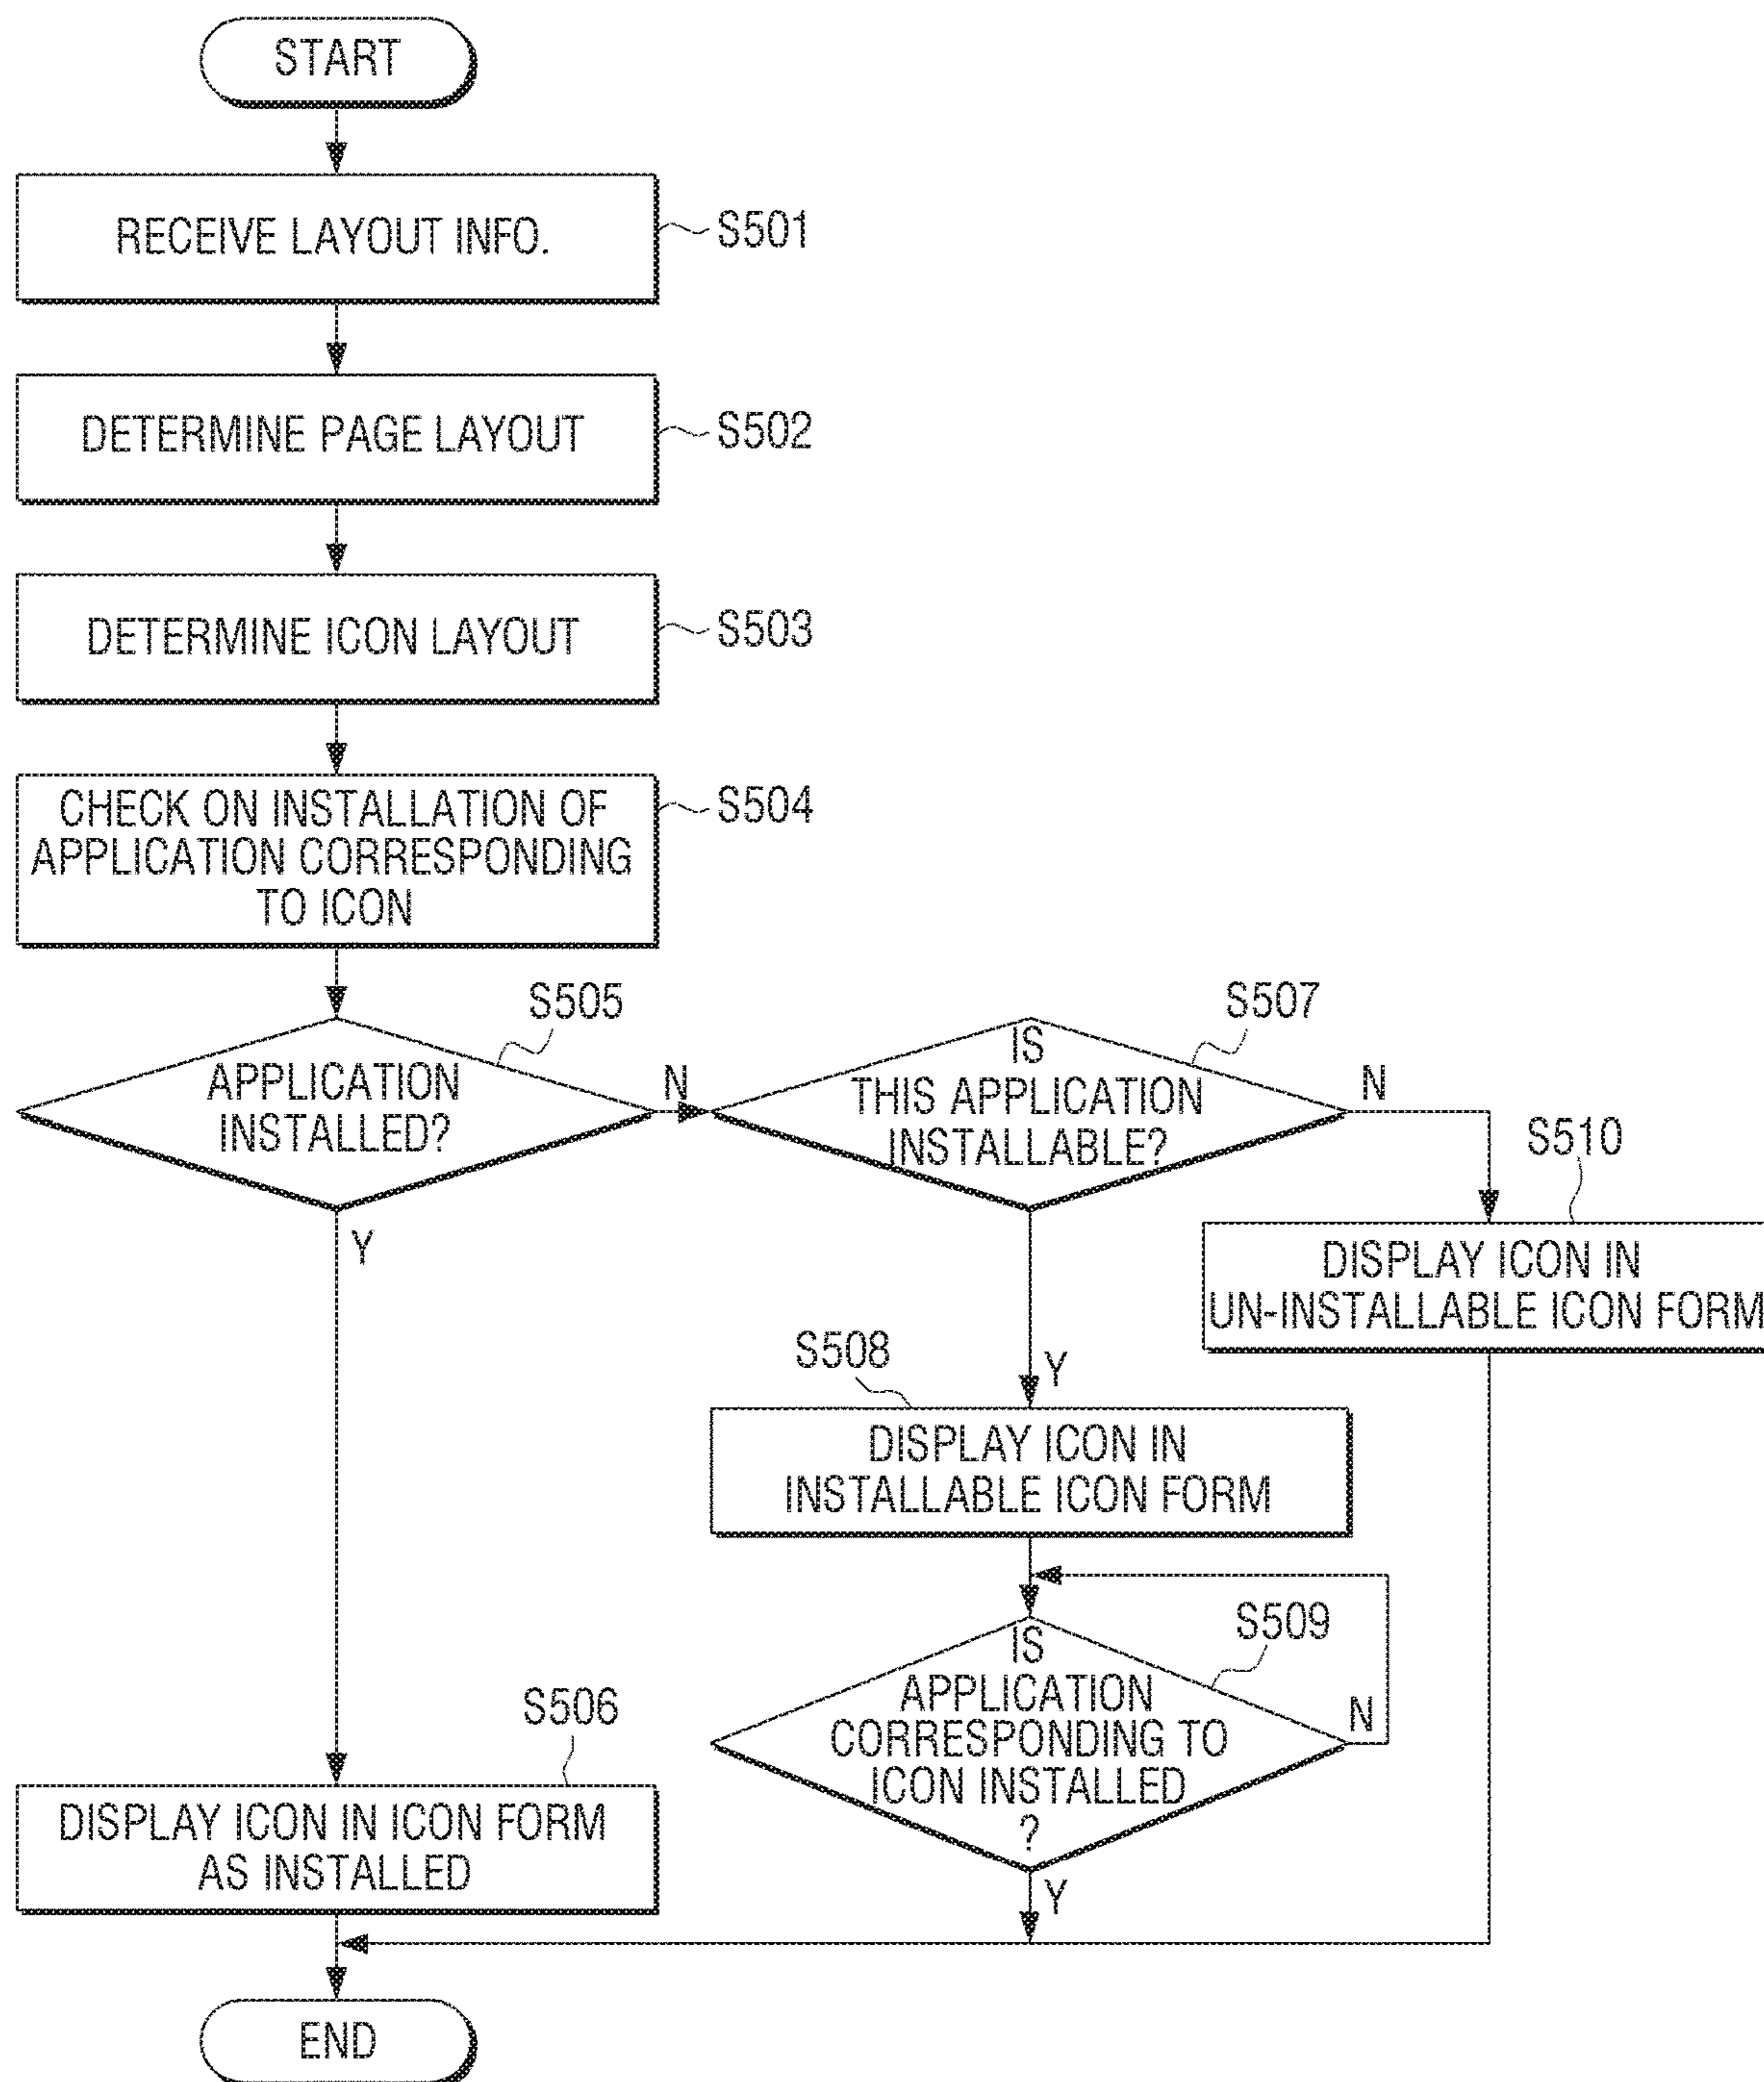 START
RECEIVE LAYOUT INFO.
S501
DETERMINE PAGE LAYOUT
S502
DETERMINE ICON LAYOUT
S503
CHECK ON INSTALLATION OF
APPLICATION CORRESPONDING
TO ICON
S504
S505
APPLICATION
INSTALLED?
N
Y
S507
IS
THIS APPLICATION
INSTALLABLE?
N
Y
S510
DISPLAY ICON IN
UN-INSTALLABLE ICON FORM
S508
DISPLAY ICON IN
INSTALLABLE ICON FORM
S509
IS
APPLICATION
CORRESPONDING TO
ICON INSTALLED
?
N
Y
S506
DISPLAY ICON IN ICON FORM
AS INSTALLED
END